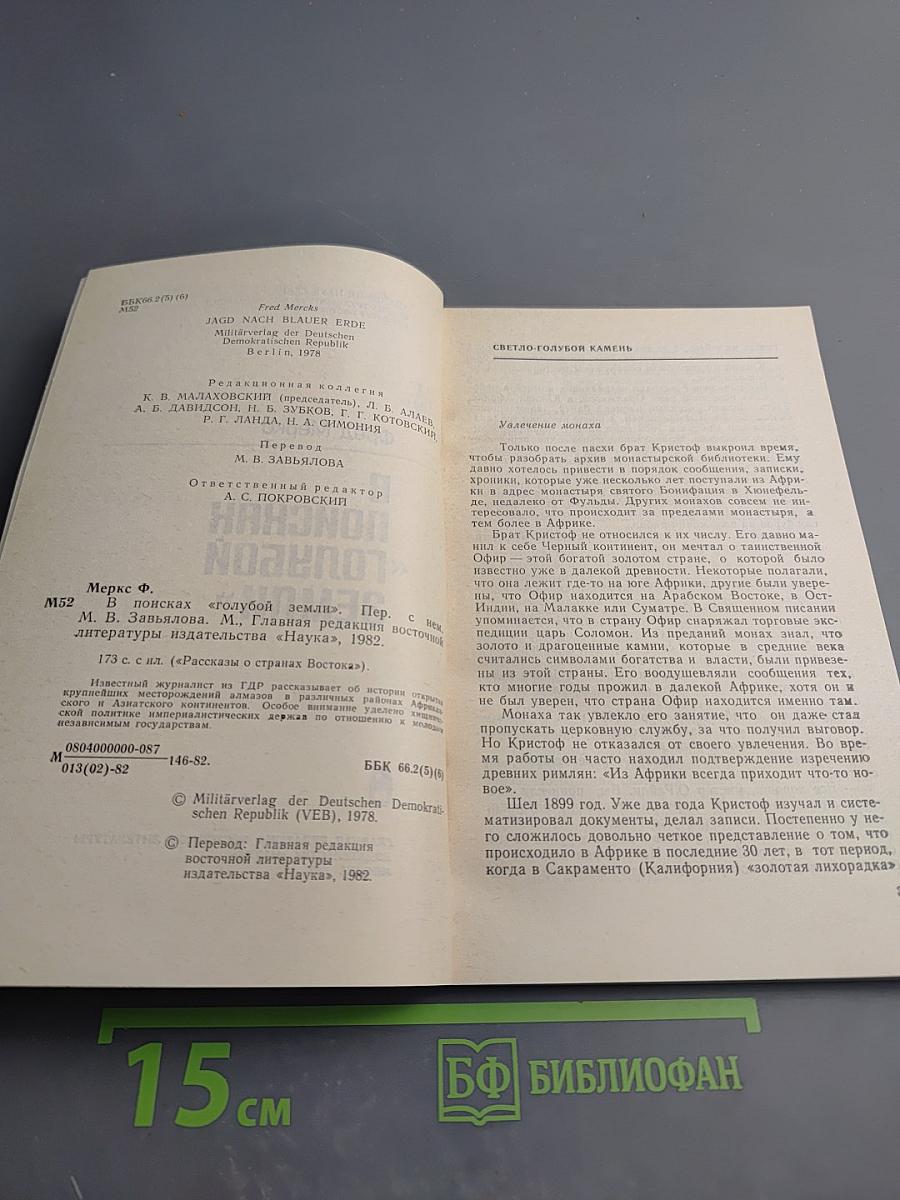 ББК66.2(5)(6)
М52
Fred Mercks
JAGD NACH BLAUER ERDE
Militärverlag der Deutschen
Demokratischen Republik
Berlin, 1978
Редакционная коллегия
К. В. МАЛАХОВСКИЙ (председатель), Л. Б. АЛАЕВ,
А. Б. ДАВИДСОН, Н. Б. ЗУБКОВ, Г. Г. КОТОВСКИЙ,
Р. Г. ЛАНДА, Н. А. СИМОНИЯ
Перевод
М. В. ЗАВЬЯЛОВА
Ответственный редактор
А. С. ПОКРОВСКИЙ
Меркс Ф.
М52 В поисках «голубой земли». Пер. с нем.
М. В. Завьялова. М., Главная редакция восточной
литературы издательства «Наука», 1982.
173 с. с ил. («Рассказы о странах Востока»).
Известный журналист из ГДР рассказывает об истории открытия
крупнейших месторождений алмазов в различных районах Африкан-
ского и Азиатского континентов. Особое внимание уделено хищниче-
ской политике империалистических держав по отношению к молодым
независимым государствам.
М 0804000000-087
013(02)-82
146-82.
ББК 66.2(5)(6)
© Militärverlag der Deutschen Demokrati-
schen Republik (VEB), 1978.
© Перевод: Главная редакция
восточной литературы
издательства «Наука», 1982.
СВЕТЛО-ГОЛУБОЙ КАМЕНЬ
Увлечение монаха
Только после пасхи брат Кристоф выкроил время,
чтобы разобрать архив монастырской библиотеки. Ему
давно хотелось привести в порядок сообщения, записки,
хроники, которые уже несколько лет поступали из Афри-
ки в адрес монастыря святого Бонифация в Хюнефель-
де, недалеко от Фульды. Других монахов совсем не ин-
тересовало, что происходит за пределами монастыря, а
тем более в Африке.
Брат Кристоф не относился к их числу. Его давно ма-
нил к себе Черный континент, он мечтал о таинственной
Офир — этой богатой золотом стране, о которой было
известно уже в далекой древности. Некоторые полагали,
что она лежит где-то на юге Африки, другие были увере-
ны, что Офир находится на Арабском Востоке, в Ост-
Индии, на Малакке или Суматре. В Священном писании
упоминается, что в страну Офир снаряжал торговые экс-
педиции царь Соломон. Из преданий монах знал, что
золото и драгоценные камни, которые в средние века
считались символами богатства и власти, были привезе-
ны из этой страны. Его воодушевляли сообщения тех,
кто многие годы прожил в далекой Африке, хотя он и
не был уверен, что страна Офир находится именно там.
Монаха так увлекло его занятие, что он даже стал
пропускать церковную службу, за что получил выговор.
Но Кристоф не отказался от своего увлечения. Во вре-
мя работы он часто находил подтверждение изречению
древних римлян: «Из Африки всегда приходит что-то но-
вое».
Шел 1899 год. Уже два года Кристоф изучал и систе-
матизировал документы, делал записи. Постепенно у не-
го сложилось довольно четкое представление о том, что
происходило в Африке в последние 30 лет, в тот период,
когда в Сакраменто (Калифорния) «золотая лихорадка»
15 см
БФ БИБЛИОФАН